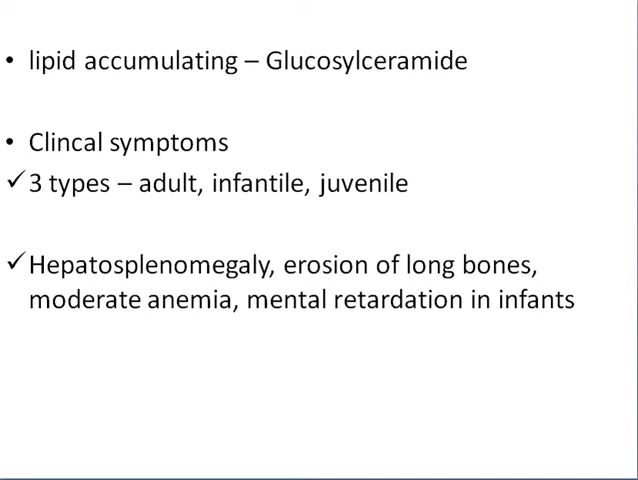 • lipid accumulating – Glucosylceramide
• Clincal symptoms
✓3 types – adult, infantile, juvenile
✓Hepatosplenomegaly, erosion of long bones,
moderate anemia, mental retardation in infants